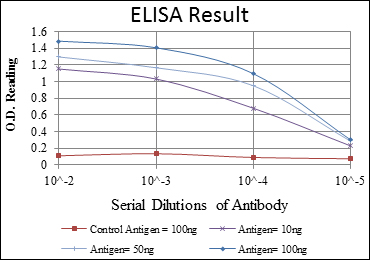 ELISA Result
1.6
1.4
1.2
1
0.8
0.6
0.4
0.2
0
O.D. Reading
10^-2 10^-3 10^-4 10^-5
Serial Dilutions of Antibody
Control Antigen = 100ng Antigen= 10ng
Antigen= 50ng Antigen= 100ng